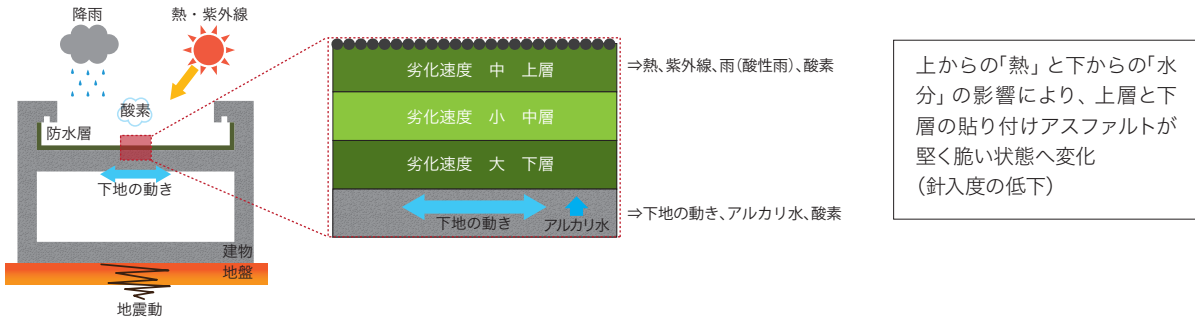 降雨
熱・紫外線
酸素
防水層
下地の動き
建物
地盤
地震動
劣化速度 中 上層
劣化速度 小 中層
劣化速度 大 下層
下地の動き
アルカリ水
⇒熱、紫外線、雨（酸性雨）、酸素
⇒下地の動き、アルカリ水、酸素
上からの「熱」と下からの「水
分」の影響により、上層と下
層の貼り付けアスファルトが
堅く脆い状態へ変化
（針入度の低下）